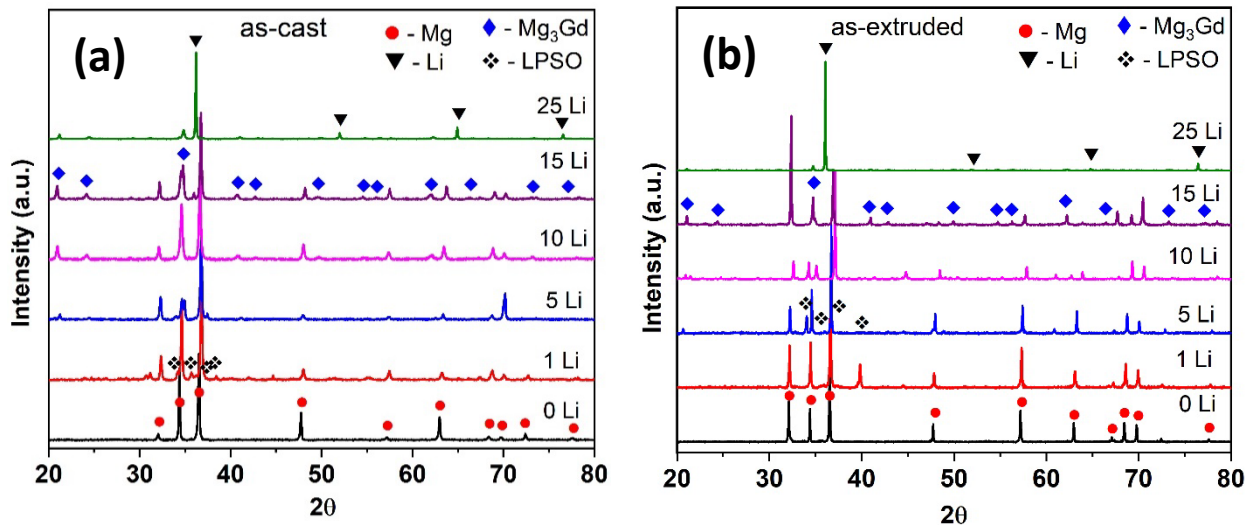 (a)
as-cast
- Mg
- Mg₃Gd
- Li
- LPSO
25 Li
15 Li
10 Li
5 Li
1 Li
0 Li
Intensity (a.u.)
20 30 40 50 60 70 80
2θ
(b)
as-extruded
- Mg
- Mg₃Gd
- Li
- LPSO
25 Li
15 Li
10 Li
5 Li
1 Li
0 Li
Intensity (a.u.)
20 30 40 50 60 70 80
2θ